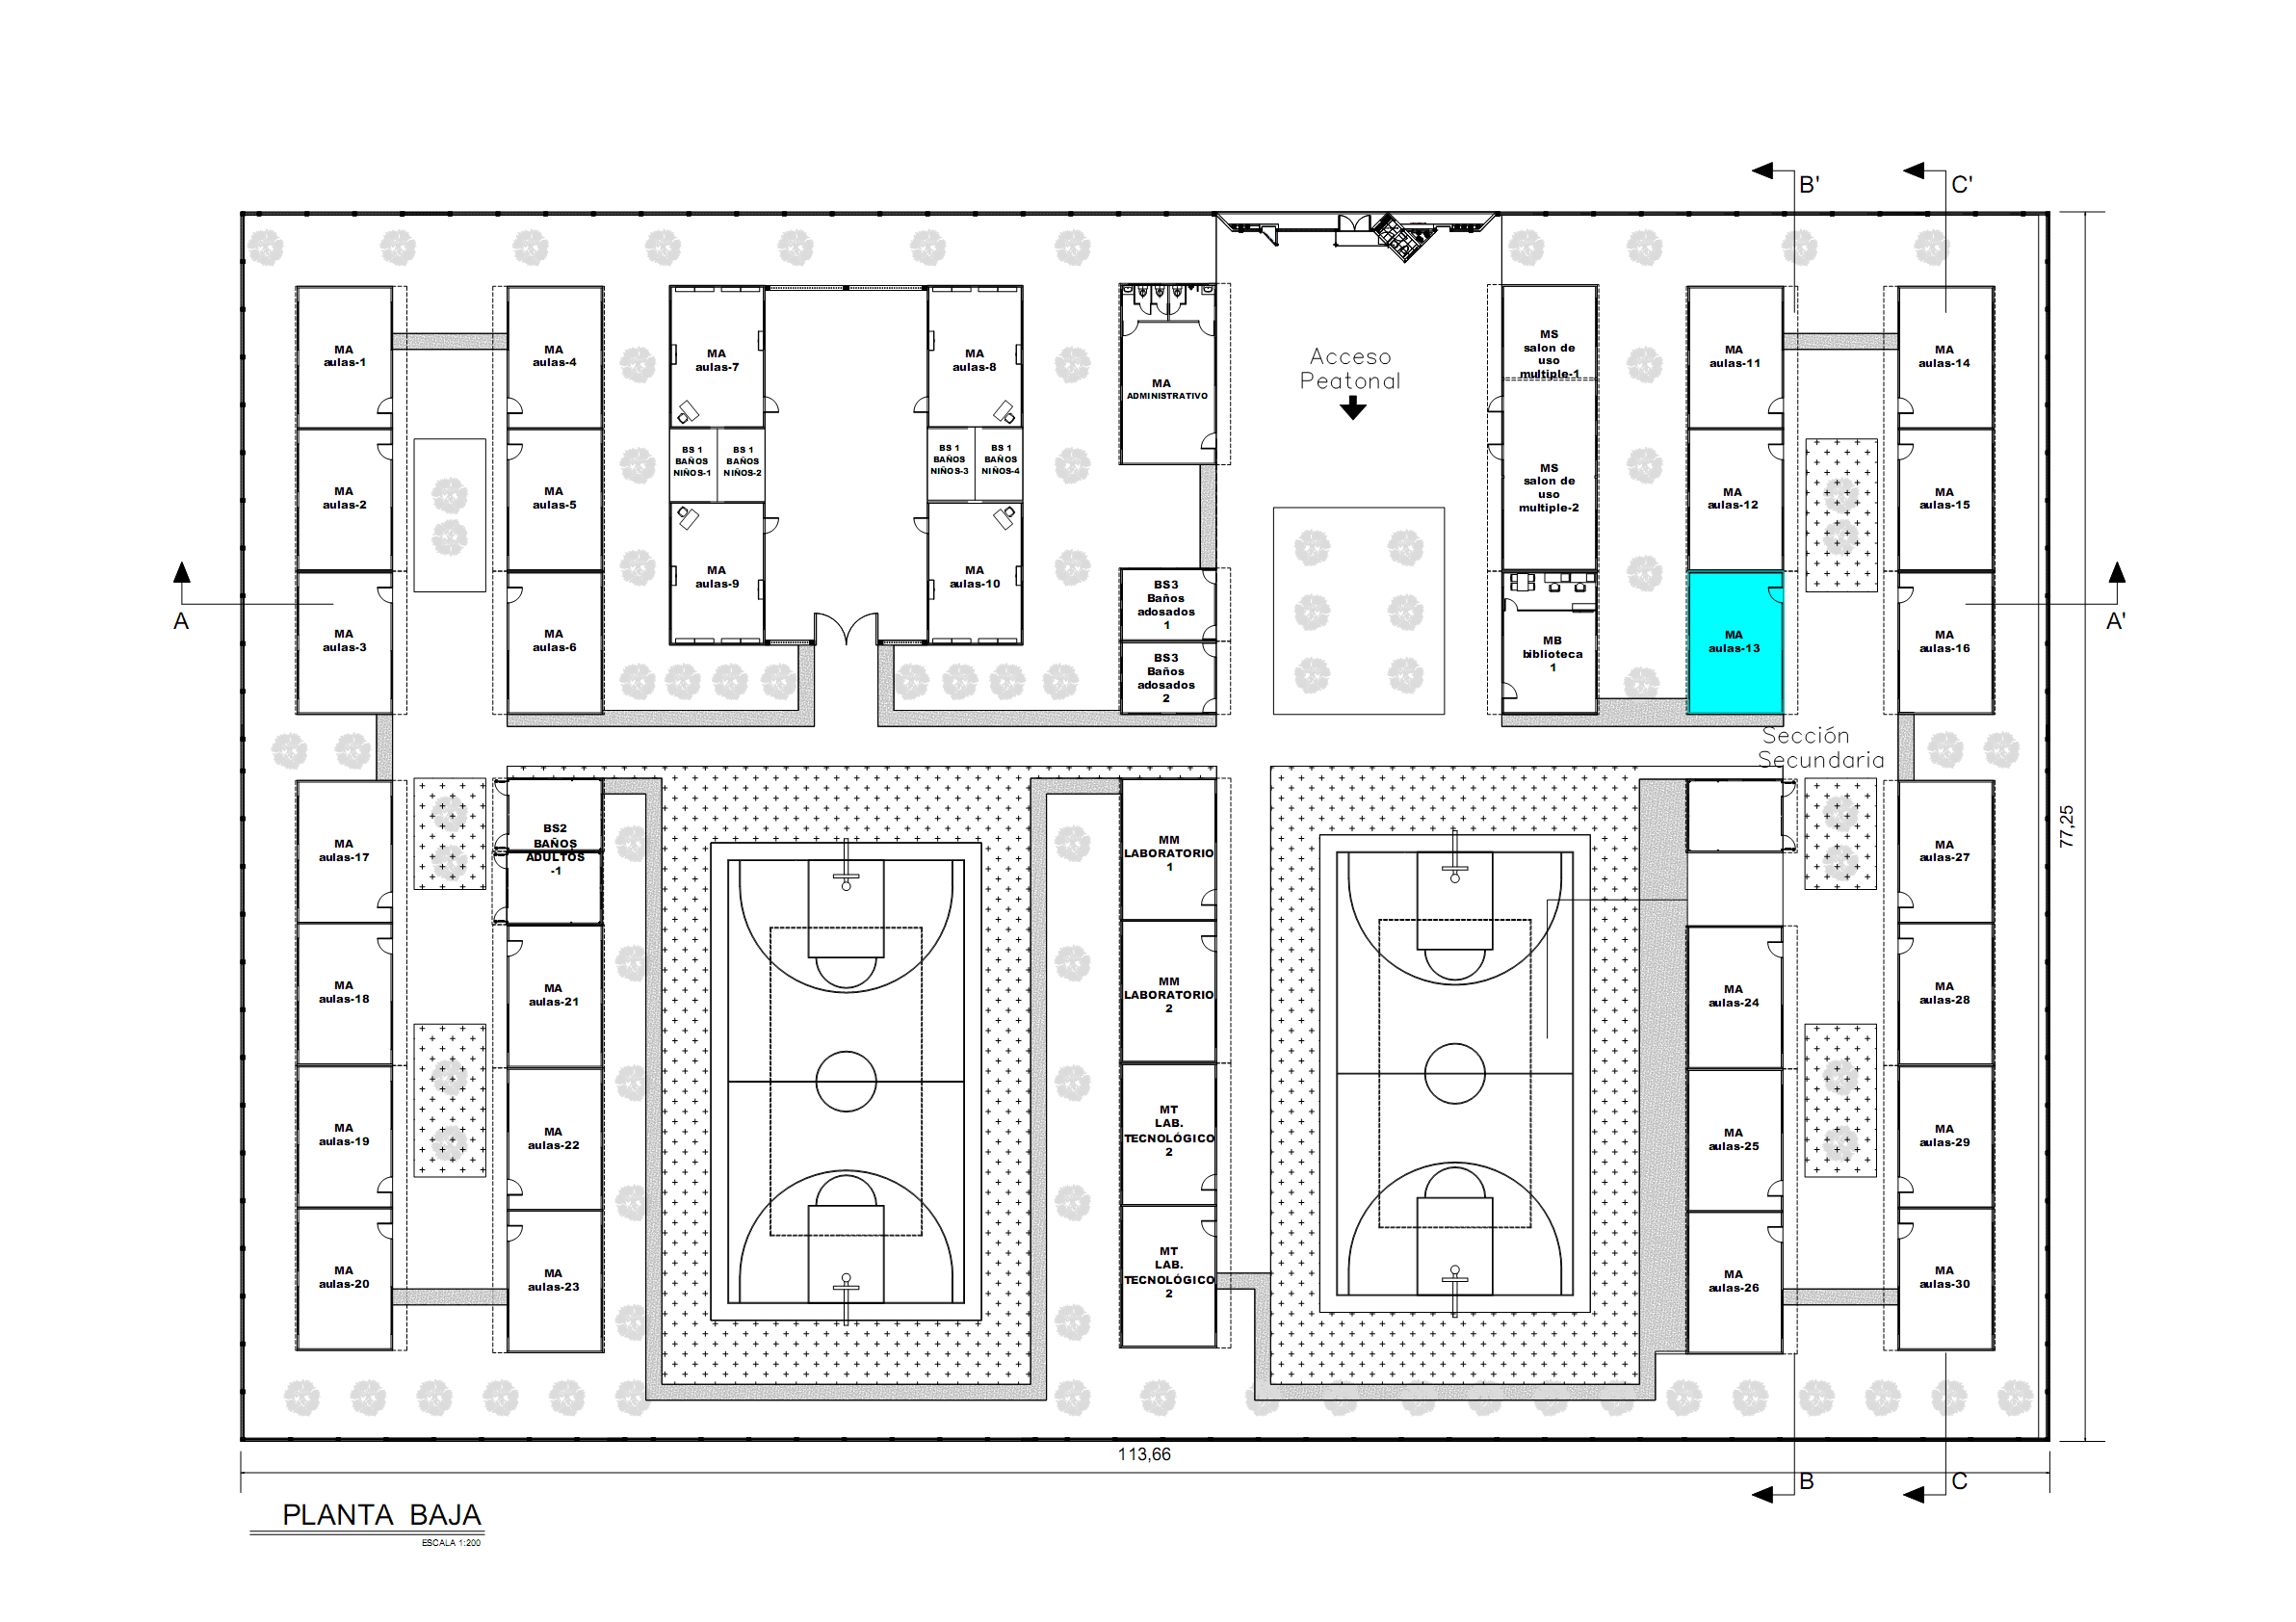 B'
C'
MA
aulas-1
MA
aulas-4
MA
aulas-7
MA
aulas-8
MA
ADMINISTRATIVO
Acceso
Peatonal
MS
salon de
uso
multiple-1
MA
aulas-11
MA
aulas-14
BS 1
BAÑOS
NIÑOS-1
BS 1
BAÑOS
NIÑOS-2
BS 1
BAÑOS
NIÑOS-3
BS 1
BAÑOS
NIÑOS-4
MA
aulas-2
MA
aulas-5
MS
salon de
uso
multiple-2
MA
aulas-12
MA
aulas-15
MA
aulas-9
MA
aulas-10
BS3
Baños
adosados
1
A
A'
MA
aulas-3
MA
aulas-6
BS3
Baños
adosados
2
MB
biblioteca
1
MA
aulas-13
MA
aulas-16
Sección
Secundaria
77,25
MA
aulas-17
BS2
BAÑOS
ADULTOS
-1
MM
LABORATORIO
1
MA
aulas-27
MA
aulas-18
MA
aulas-21
MM
LABORATORIO
2
MA
aulas-24
MA
aulas-28
MA
aulas-19
MA
aulas-22
MT
LAB.
TECNOLÓGICO
2
MA
aulas-25
MA
aulas-29
MA
aulas-20
MA
aulas-23
MT
LAB.
TECNOLÓGICO
2
MA
aulas-26
MA
aulas-30
113,66
B
C
PLANTA BAJA
ESCALA 1:200